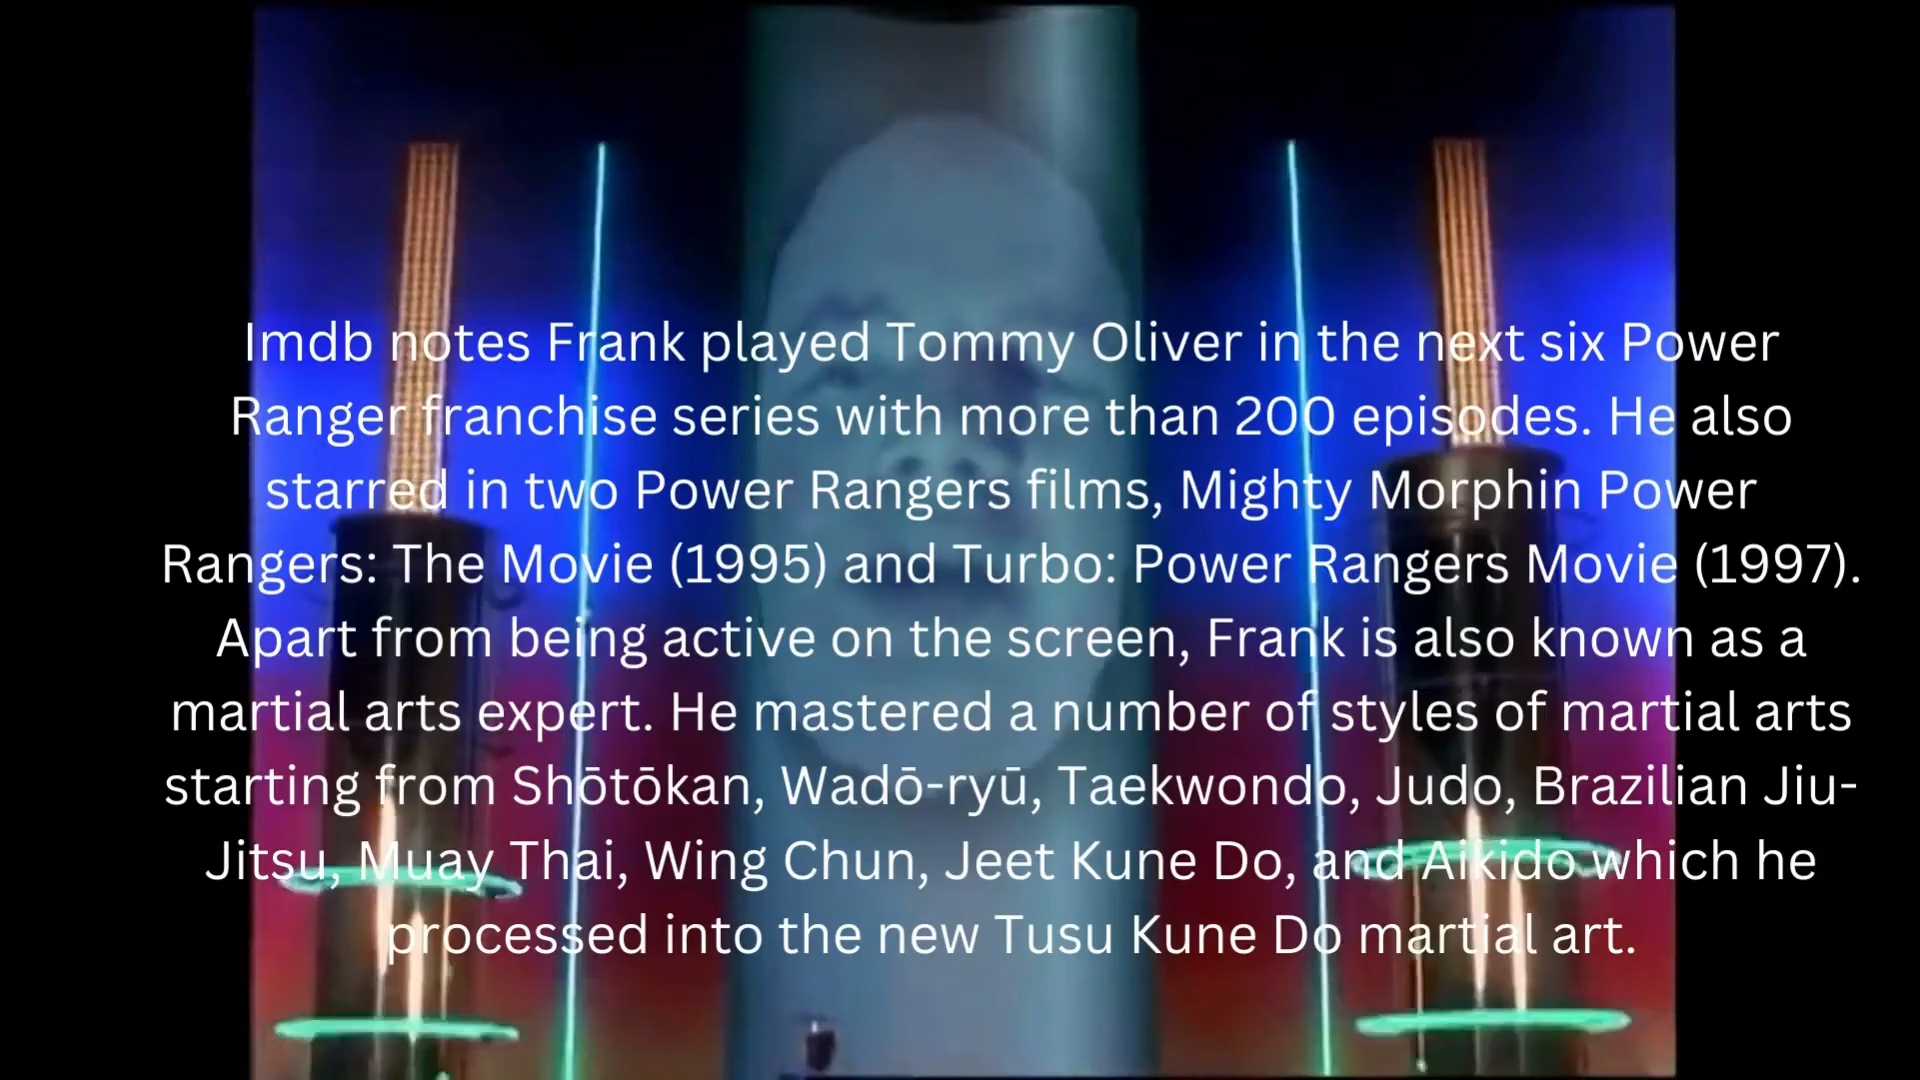 Imdb notes Frank played Tommy Oliver in the next six Power
Ranger franchise series with more than 200 episodes. He also
starred in two Power Rangers films, Mighty Morphin Power
Rangers: The Movie (1995) and Turbo: Power Rangers Movie (1997).
Apart from being active on the screen, Frank is also known as a
martial arts expert. He mastered a number of styles of martial arts
starting from Shōtōkan, Wadō-ryū, Taekwondo, Judo, Brazilian Jiu-
Jitsu, Muay Thai, Wing Chun, Jeet Kune Do, and Aikido which he
processed into the new Tusu Kune Do martial art.